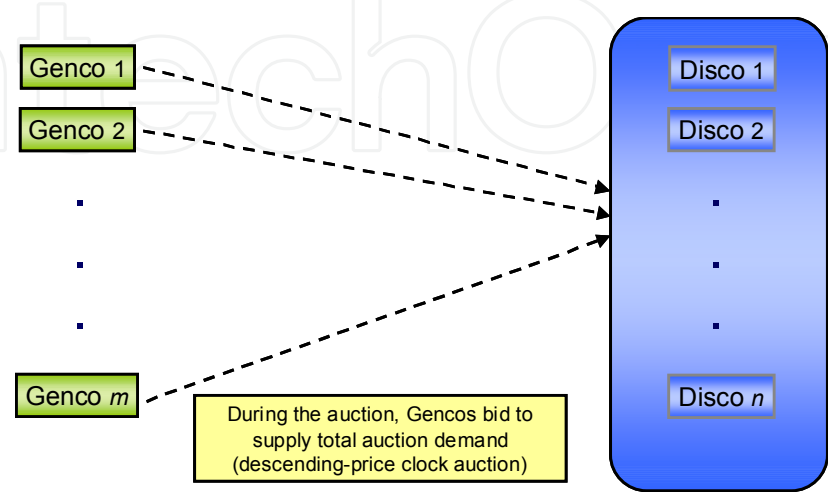 Genco 1
Genco 2
Genco m
Disco 1
Disco 2
Disco n
During the auction, Gencos bid to
supply total auction demand
(descending-price clock auction)